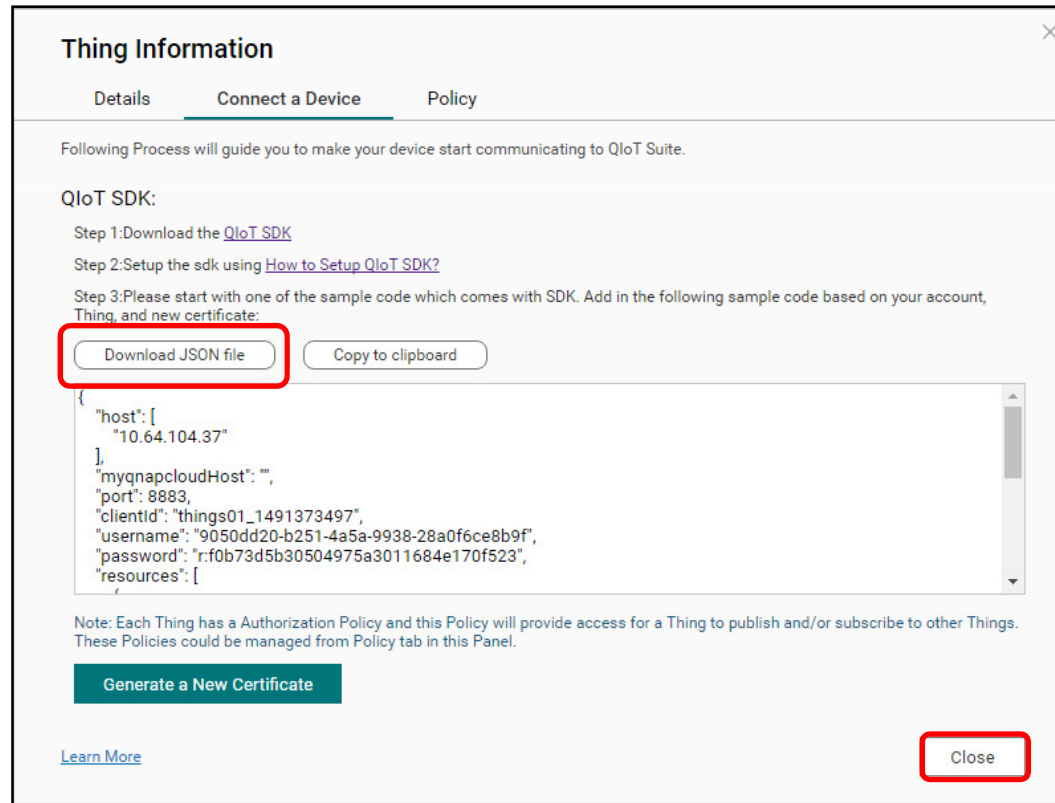 Thing Information
Details Connect a Device Policy
Following Process will guide you to make your device start communicating to QIoT Suite.
QIoT SDK:
Step 1:Download the QIoT SDK
Step 2:Setup the sdk using How to Setup QIoT SDK?
Step 3:Please start with one of the sample code which comes with SDK. Add in the following sample code based on your account,
Thing, and new certificate:
Download JSON file Copy to clipboard
{
"host": [
"10.64.104.37"
],
"myqnapcloudHost": "",
"port": 8883,
"clientId": "things01_1491373497",
"username": "9050dd20-b251-4a5a-9938-28a0f6ce8b9f",
"password": "r:f0b73d5b30504975a3011684e170f523",
"resources": [
Note: Each Thing has a Authorization Policy and this Policy will provide access for a Thing to publish and/or subscribe to other Things.
These Policies could be managed from Policy tab in this Panel.
Generate a New Certificate
Learn More Close